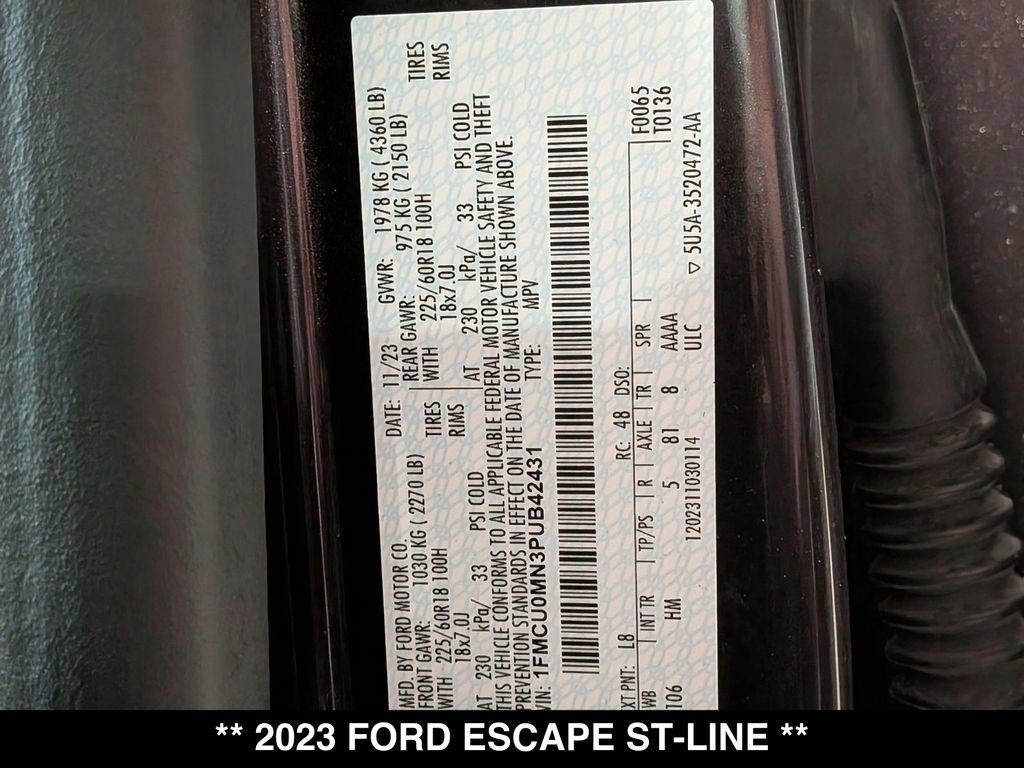 MFD. BY FORD MOTOR CO.
DATE: 11/23 GVWR: 1978 KG ( 4360 LB)
FRONT GAWR: 1030 KG ( 2270 LB) REAR GAWR: 975 KG ( 2150 LB)
WITH 225/60R18 100H TIRES WITH 225/60R18 100H TIRES
18x7.0J RIMS 18x7.0J RIMS
AT 230 kPa/ 33 PSI COLD AT 230 kPa/ 33 PSI COLD
THIS VEHICLE CONFORMS TO ALL APPLICABLE FEDERAL MOTOR VEHICLE SAFETY AND THEFT
PREVENTION STANDARDS IN EFFECT ON THE DATE OF MANUFACTURE SHOWN ABOVE.
VIN: 1FMCU0MN3PUB42431 TYPE: MPV
EXT PNT: L8 RC: 48 DSO: F0065
WB | INT TR | TP/PS | R | AXLE | TR | SPR | T0136
106 HM 5 81 8 AAAA
1202311030114 ULC
▽ 5U5A-3520472-AA
** 2023 FORD ESCAPE ST-LINE **